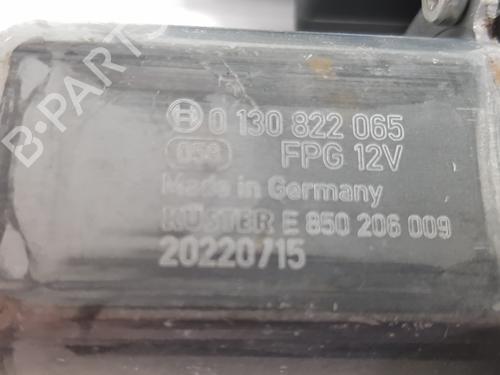 0 130 822 065
058 FPG 12V
Made in Germany
KÜSTER E 850 206 009
20220715
B-PARTS